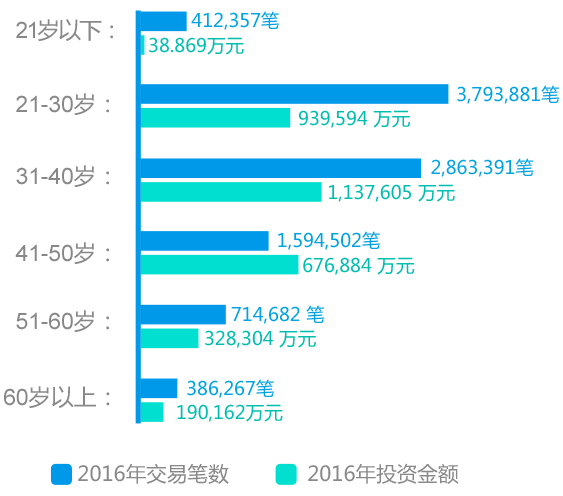 21岁以下： 412,357笔
38.869万元
21-30岁： 3,793,881笔
939,594 万元
31-40岁： 2,863,391笔
1,137,605 万元
41-50岁： 1,594,502笔
676,884 万元
51-60岁： 714,682 笔
328,304 万元
60岁以上： 386,267笔
190,162万元
2016年交易笔数 2016年投资金额